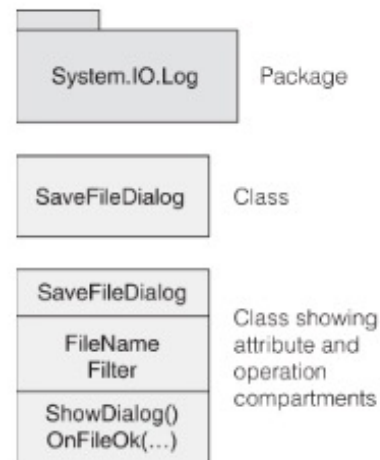 System.IO.Log
Package
SaveFileDialog
Class
SaveFileDialog
FileName
Filter
ShowDialog()
OnFileOk(...)
Class showing
attribute and
operation
compartments